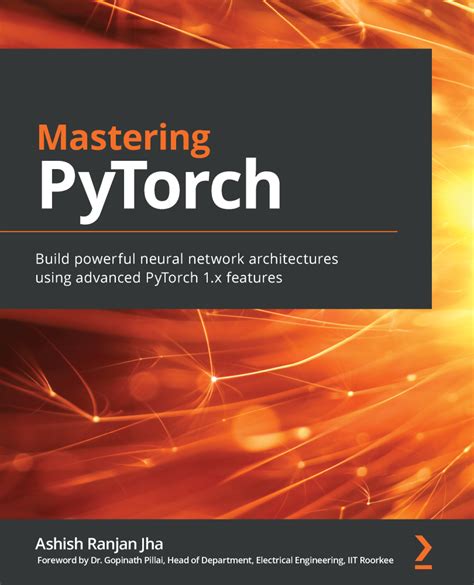 Mastering
PyTorch
Build powerful neural network architectures
using advanced PyTorch 1.x features
Ashish Ranjan Jha
Foreword by Dr. Gopinath Pillai, Head of Department, Electrical Engineering, IIT Roorkee